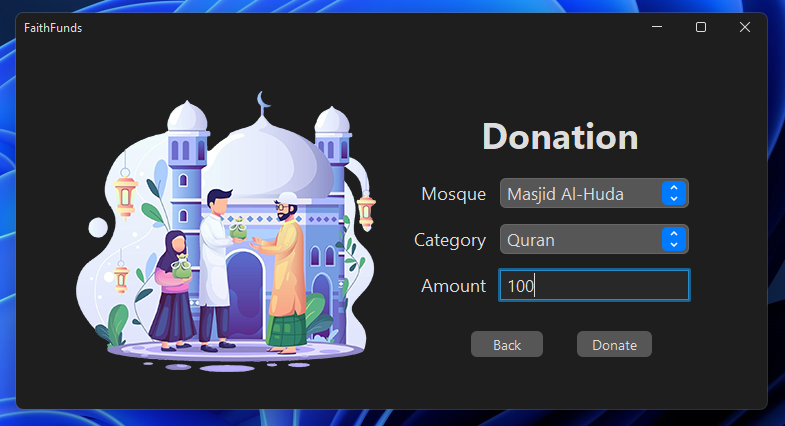 FaithFunds
Donation
Mosque Masjid Al-Huda
Category Quran
Amount 100
Back Donate